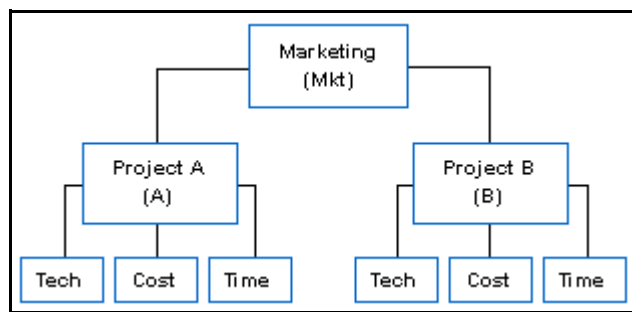 Marketing
(Mkt)
Project A
(A)
Project B
(B)
Tech
Cost
Time
Tech
Cost
Time